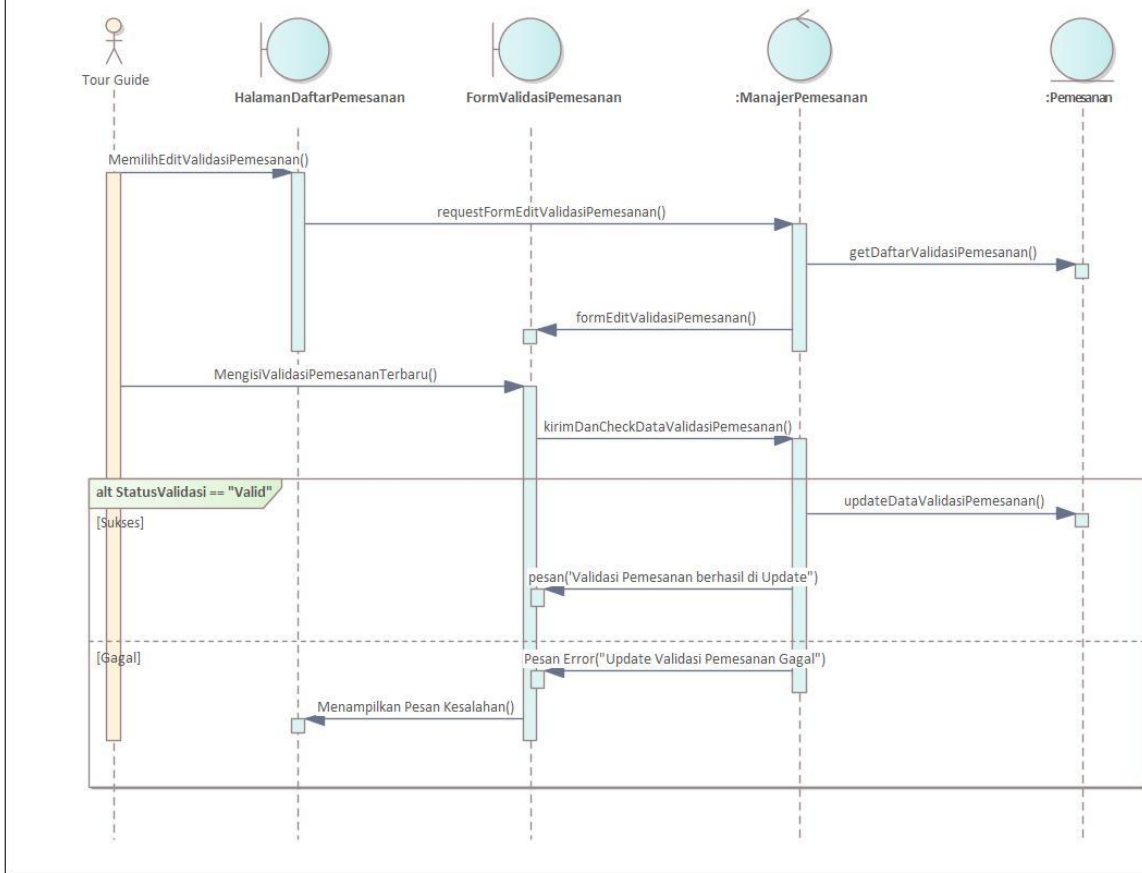 Tour Guide
HalamanDaftarPemesanan
FormValidasiPemesanan
:ManajerPemesanan
:Pemesanan
MemilihEditValidasiPemesanan()
requestFormEditValidasiPemesanan()
getDaftarValidasiPemesanan()
formEditValidasiPemesanan()
MengisiValidasiPemesananTerbaru()
kirimDanCheckDataValidasiPemesanan()
alt StatusValidasi == "Valid"
updateDataValidasiPemesanan()
[Sukses]
pesan('Validasi Pemesanan berhasil di Update")
[Gagal]
Pesan Error("Update Validasi Pemesanan Gagal")
Menampilkan Pesan Kesalahan()